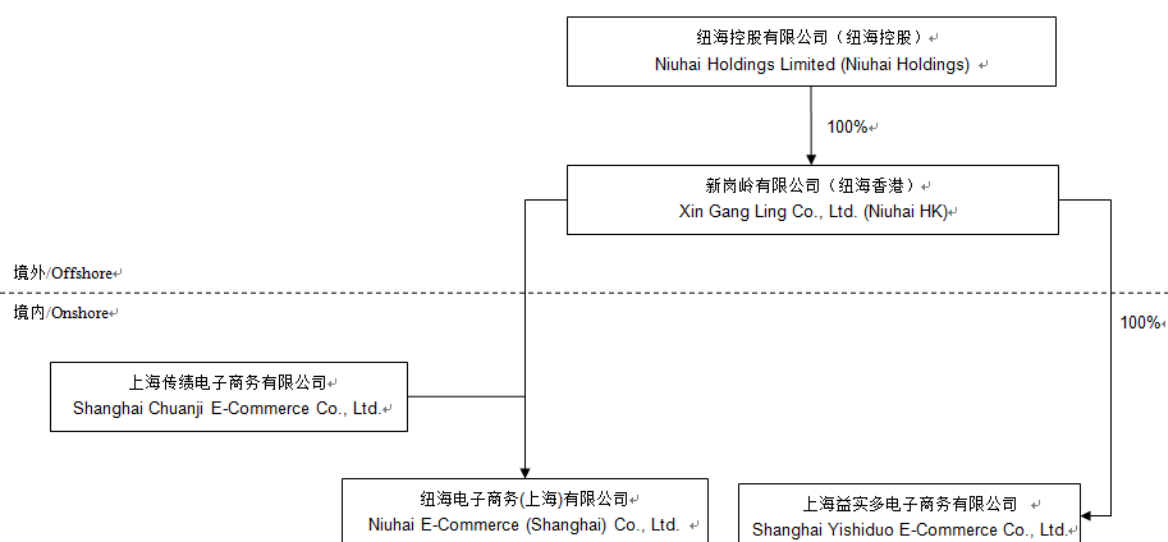 纽海控股有限公司（纽海控股）
Niuhai Holdings Limited (Niuhai Holdings)
100%
新岗岭有限公司（纽海香港）
Xin Gang Ling Co., Ltd. (Niuhai HK)
境外/Offshore
境内/Onshore
100%
上海传绩电子商务有限公司
Shanghai Chuanji E-Commerce Co., Ltd.
纽海电子商务(上海)有限公司
Niuhai E-Commerce (Shanghai) Co., Ltd.
上海益实多电子商务有限公司
Shanghai Yishiduo E-Commerce Co., Ltd.